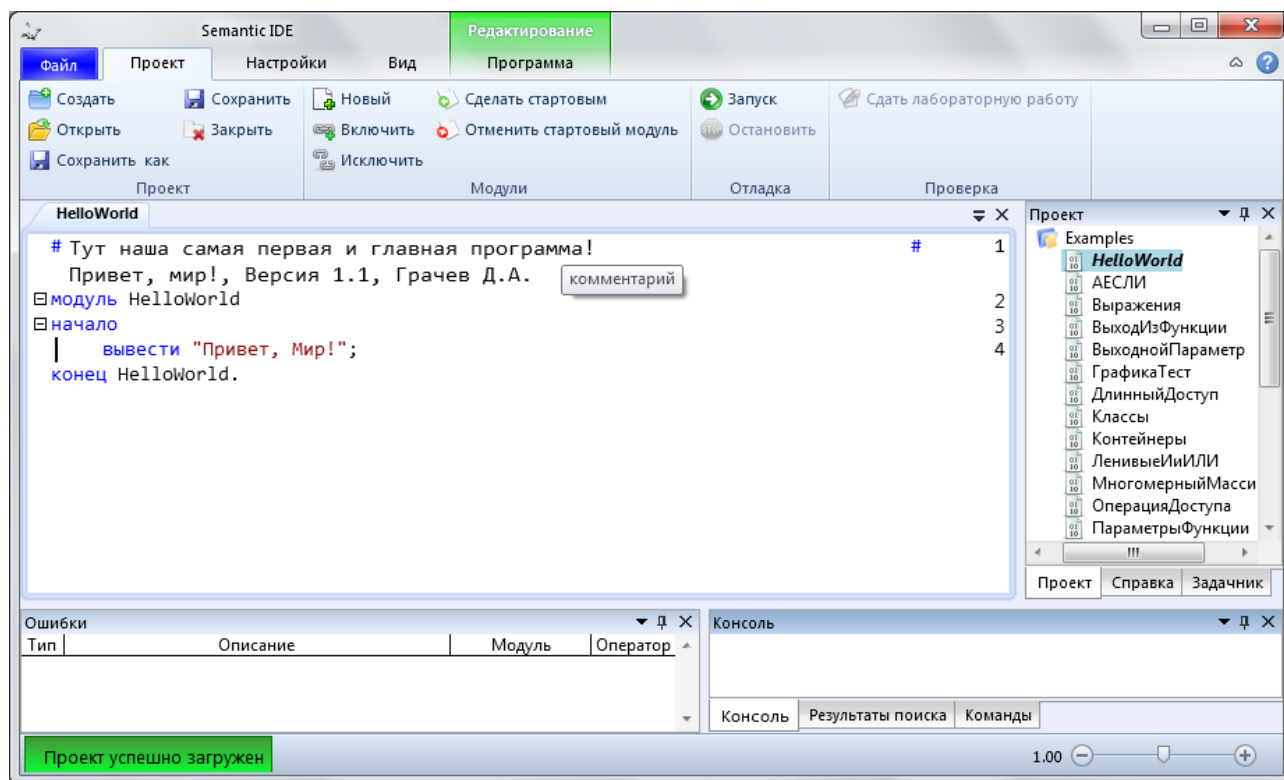 Semantic IDE
Редактирование
Файл
Проект
Настройки
Вид
Программа
Создать
Сохранить
Новый
Сделать стартовым
Запуск
Сдать лабораторную работу
Открыть
Закрыть
Включить
Отменить стартовый модуль
Остановить
Сохранить как
Исключить
Проект
Модули
Отладка
Проверка
HelloWorld
# Тут наша самая первая и главная программа! # 1
Привет, мир!, Версия 1.1, Грачев Д.А.
комментарий
модуль HelloWorld 2
начало 3
вывести "Привет, Мир!"; 4
конец HelloWorld.
Проект
Examples
HelloWorld
АЕСЛИ
Выражения
ВыходИзФункции
ВыходнойПараметр
ГрафикаТест
ДлинныйДоступ
Классы
Контейнеры
ЛенивыеИиИЛИ
МногомерныйМасси
ОперацияДоступа
ПараметрыФункции
Проект
Справка
Задачник
Ошибки
Тип
Описание
Модуль
Оператор
Консоль
Консоль
Результаты поиска
Команды
Проект успешно загружен
1.00